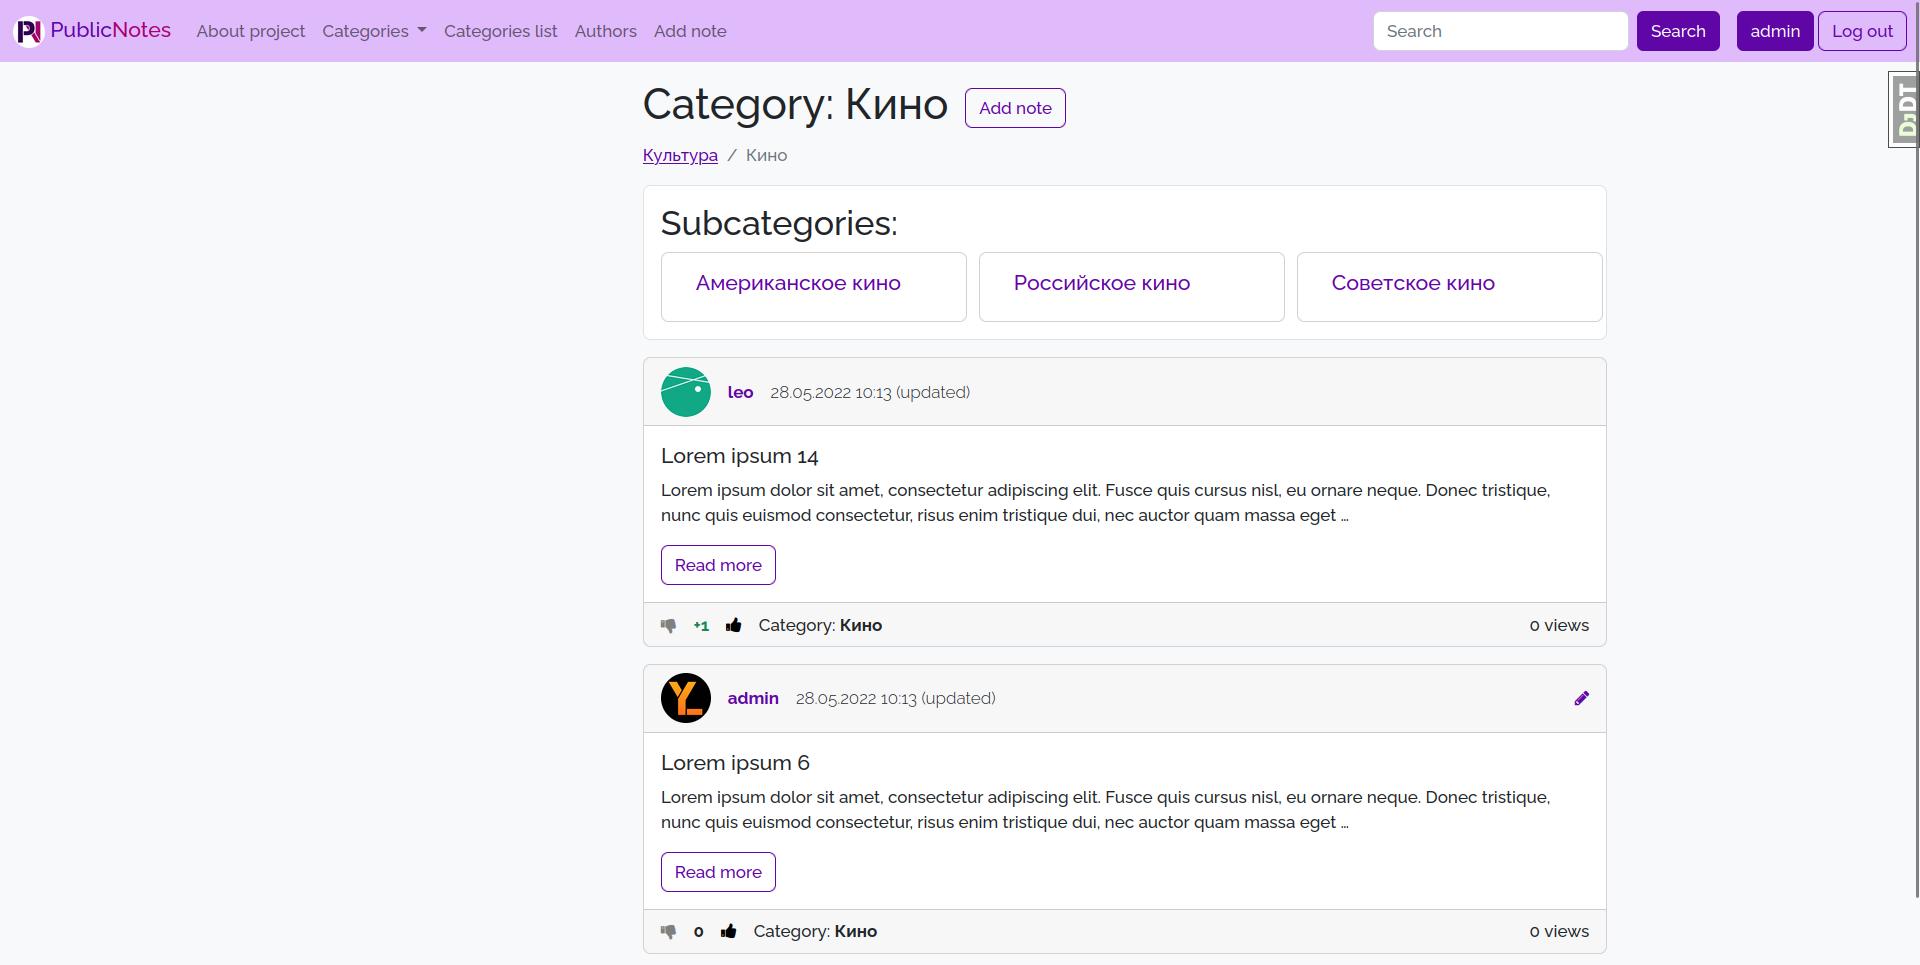 PN PublicNotes About project Categories Categories list Authors Add note Search Search admin Log out
DJDT
Category: Кино Add note
Культура / Кино
Subcategories:
Американское кино Российское кино Советское кино
leo 28.05.2022 10:13 (updated)
Lorem ipsum 14
Lorem ipsum dolor sit amet, consectetur adipiscing elit. Fusce quis cursus nisl, eu ornare neque. Donec tristique,
nunc quis euismod consectetur, risus enim tristique dui, nec auctor quam massa eget …
Read more
+1 Category: Кино 0 views
YL admin 28.05.2022 10:13 (updated)
Lorem ipsum 6
Lorem ipsum dolor sit amet, consectetur adipiscing elit. Fusce quis cursus nisl, eu ornare neque. Donec tristique,
nunc quis euismod consectetur, risus enim tristique dui, nec auctor quam massa eget …
Read more
0 Category: Кино 0 views